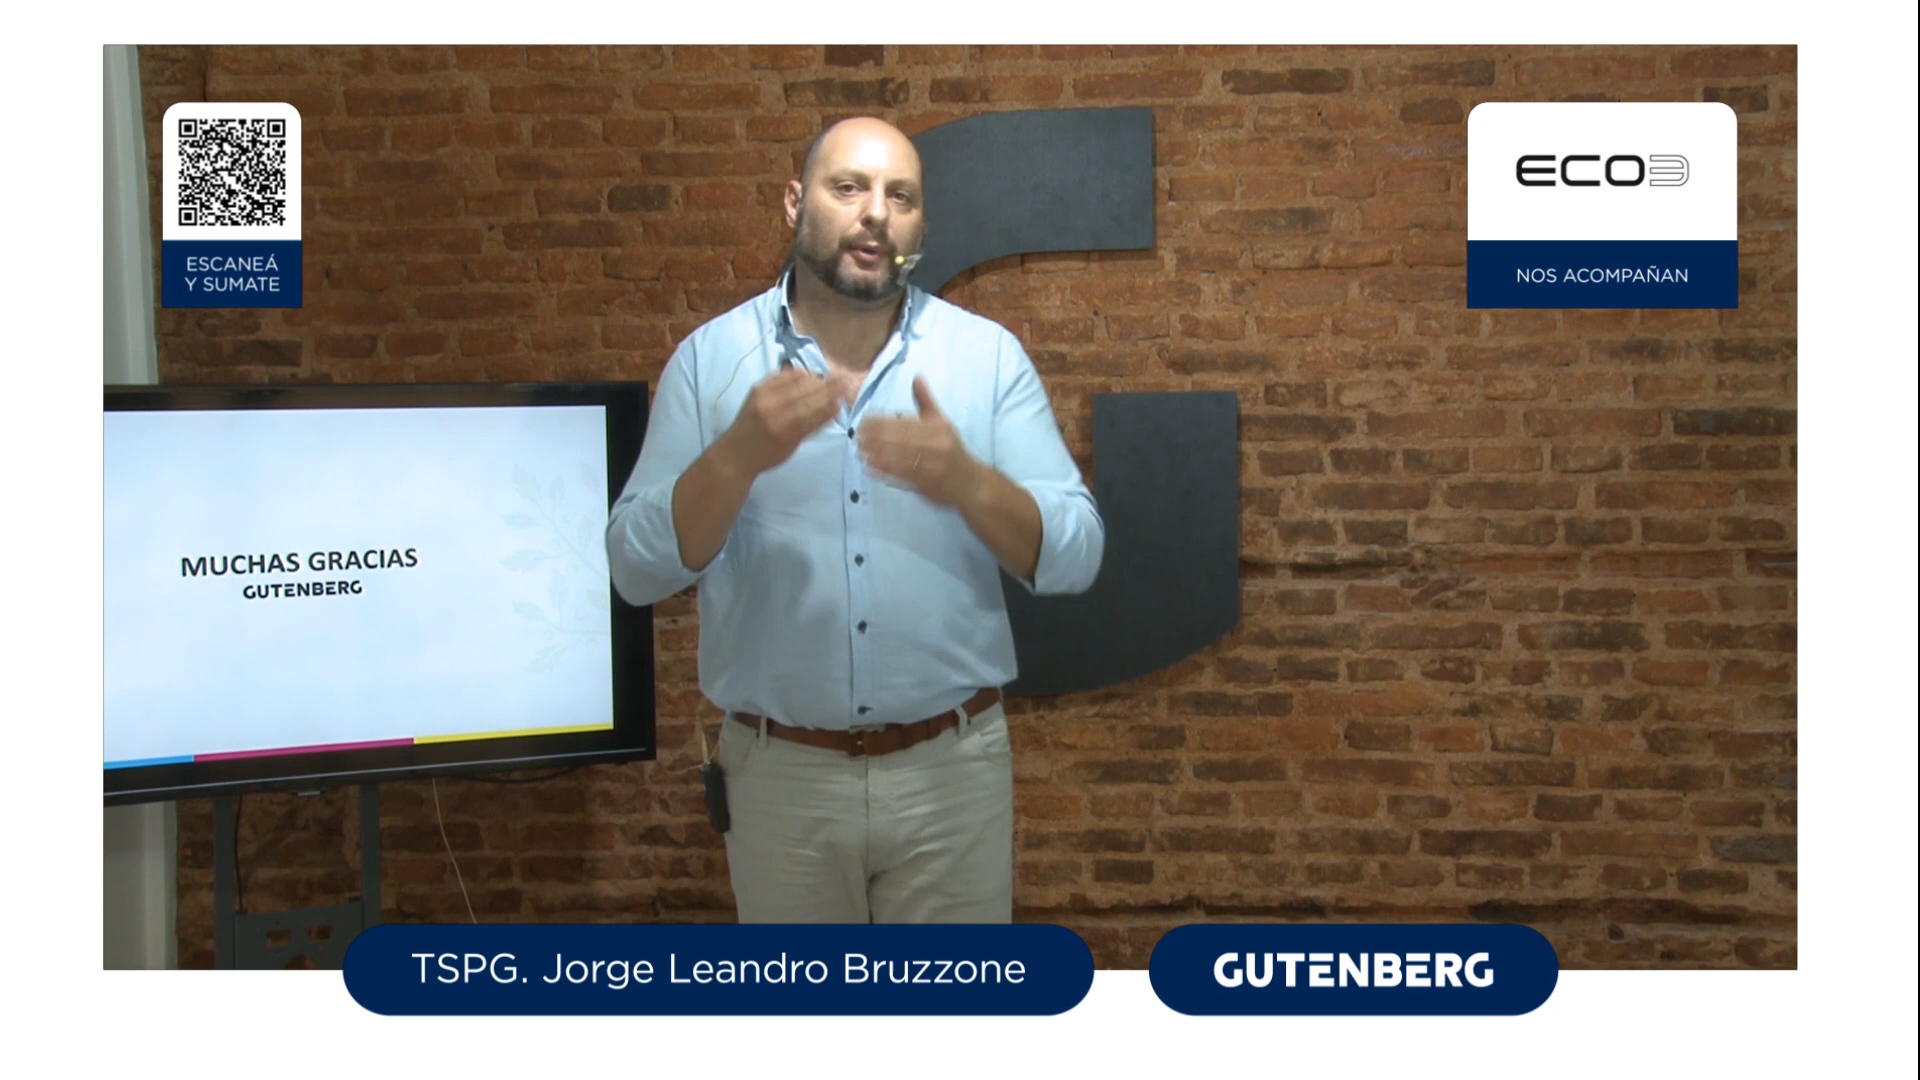 ESCANEÁ
Y SUMATE
ECO3
NOS ACOMPAÑAN
MUCHAS GRACIAS
GUTENBERG
TSPG. Jorge Leandro Bruzzone
GUTENBERG